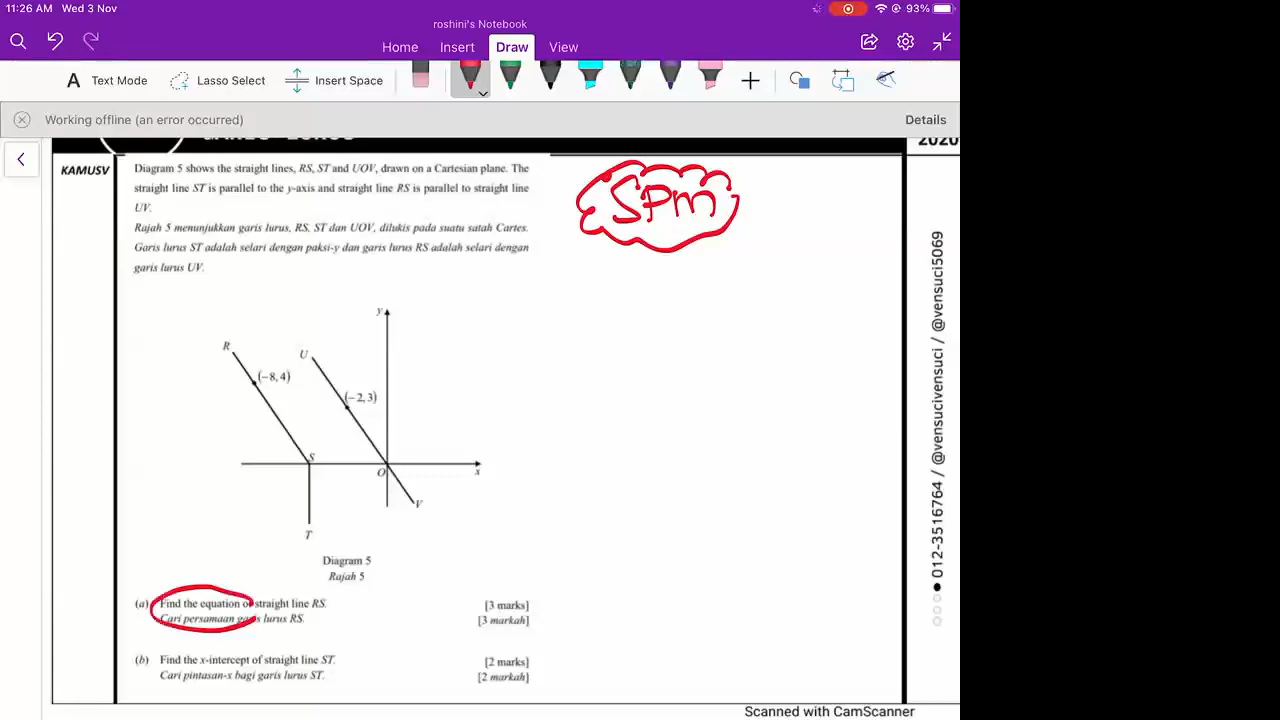 11:26 AM Wed 3 Nov
93%
roshini's Notebook
Home Insert Draw View
Text Mode Lasso Select Insert Space
Working offline (an error occurred) Details
2020
KAMUSV
Diagram 5 shows the straight lines, RS, ST and UOV, drawn on a Cartesian plane. The
straight line ST is parallel to the y-axis and straight line RS is parallel to straight line
UV.
Rajah 5 menunjukkan garis lurus, RS, ST dan UOV, dilukis pada suatu satah Cartes.
Garis lurus ST adalah selari dengan paksi-y dan garis lurus RS adalah selari dengan
garis lurus UV.
SPm
y
R
U
(−8, 4)
(−2, 3)
S
O
x
V
T
Diagram 5
Rajah 5
(a) Find the equation of straight line RS. [3 marks]
Cari persamaan garis lurus RS. [3 markah]
(b) Find the x-intercept of straight line ST. [2 marks]
Cari pintasan-x bagi garis lurus ST. [2 markah]
012-3516764 / @vensucivensuci / @vensuci5069
Scanned with CamScanner